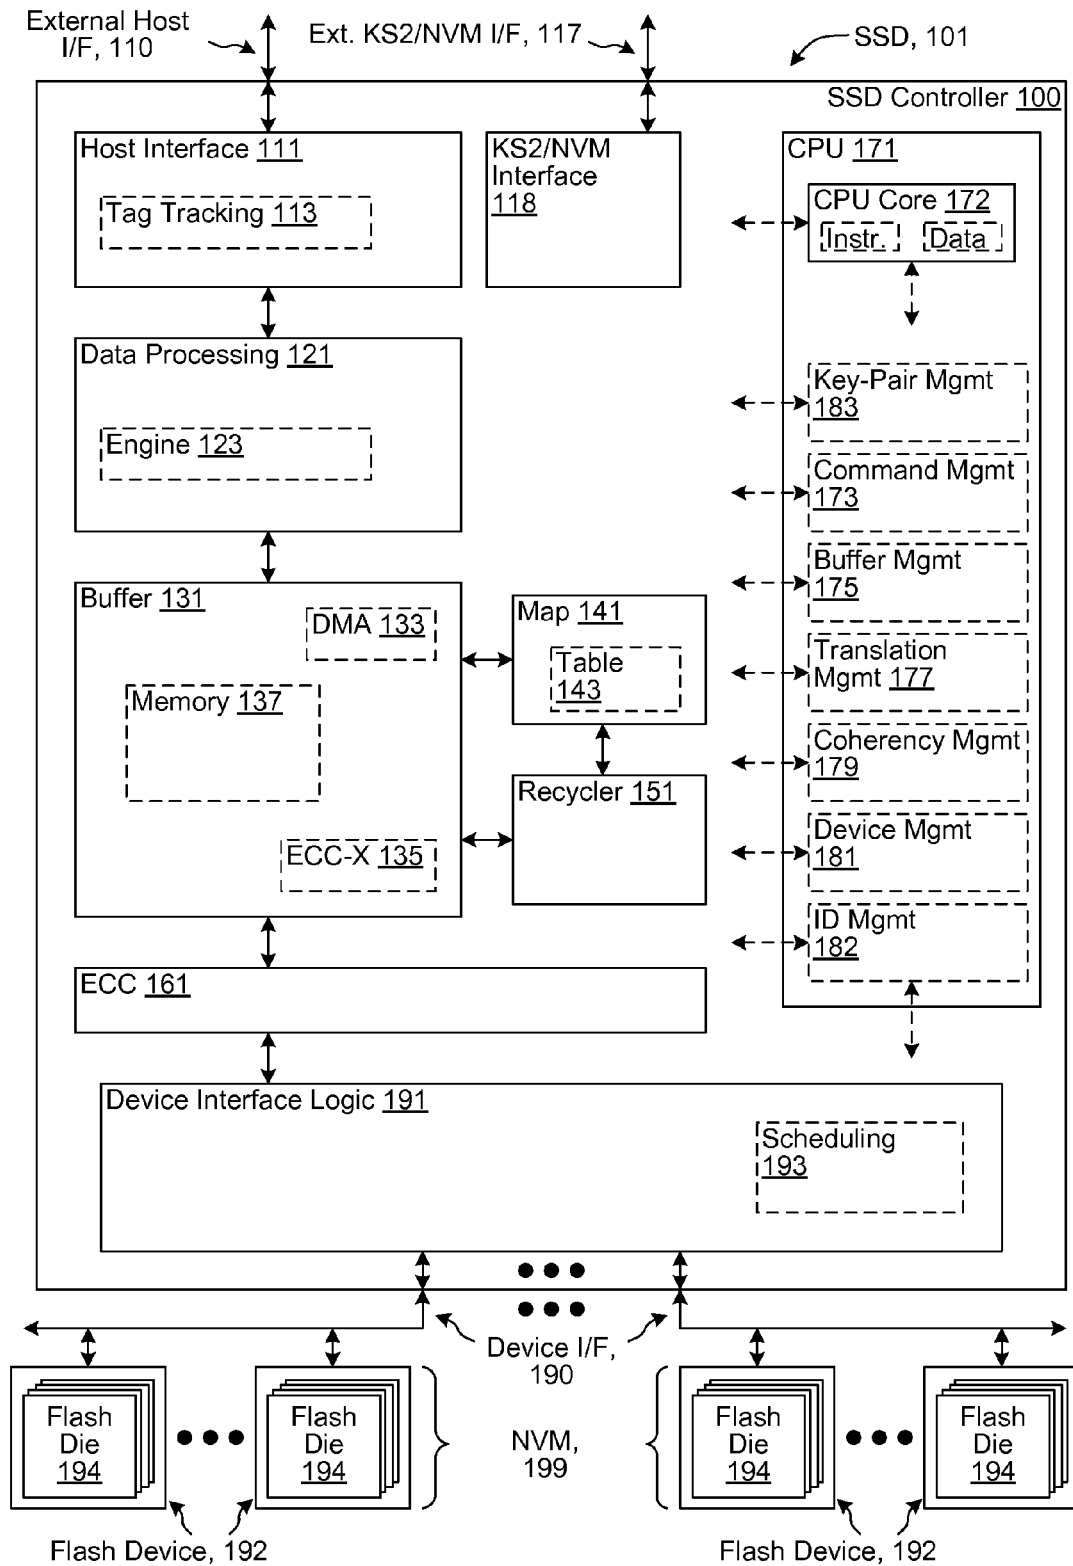 External Host
I/F, 110
Ext. KS2/NVM I/F, 117
SSD, 101
SSD Controller 100
Host Interface 111
Tag Tracking 113
KS2/NVM
Interface
118
CPU 171
CPU Core 172
Instr.
Data
Data Processing 121
Engine 123
Key-Pair Mgmt
183
Command Mgmt
173
Buffer Mgmt
175
Translation
Mgmt 177
Coherency Mgmt
179
Device Mgmt
181
ID Mgmt
182
Buffer 131
DMA 133
Memory 137
ECC-X 135
Map 141
Table
143
Recycler 151
ECC 161
Device Interface Logic 191
Scheduling
193
Device I/F,
190
Flash
Die
194
Flash
Die
194
NVM,
199
Flash
Die
194
Flash
Die
194
Flash Device, 192
Flash Device, 192